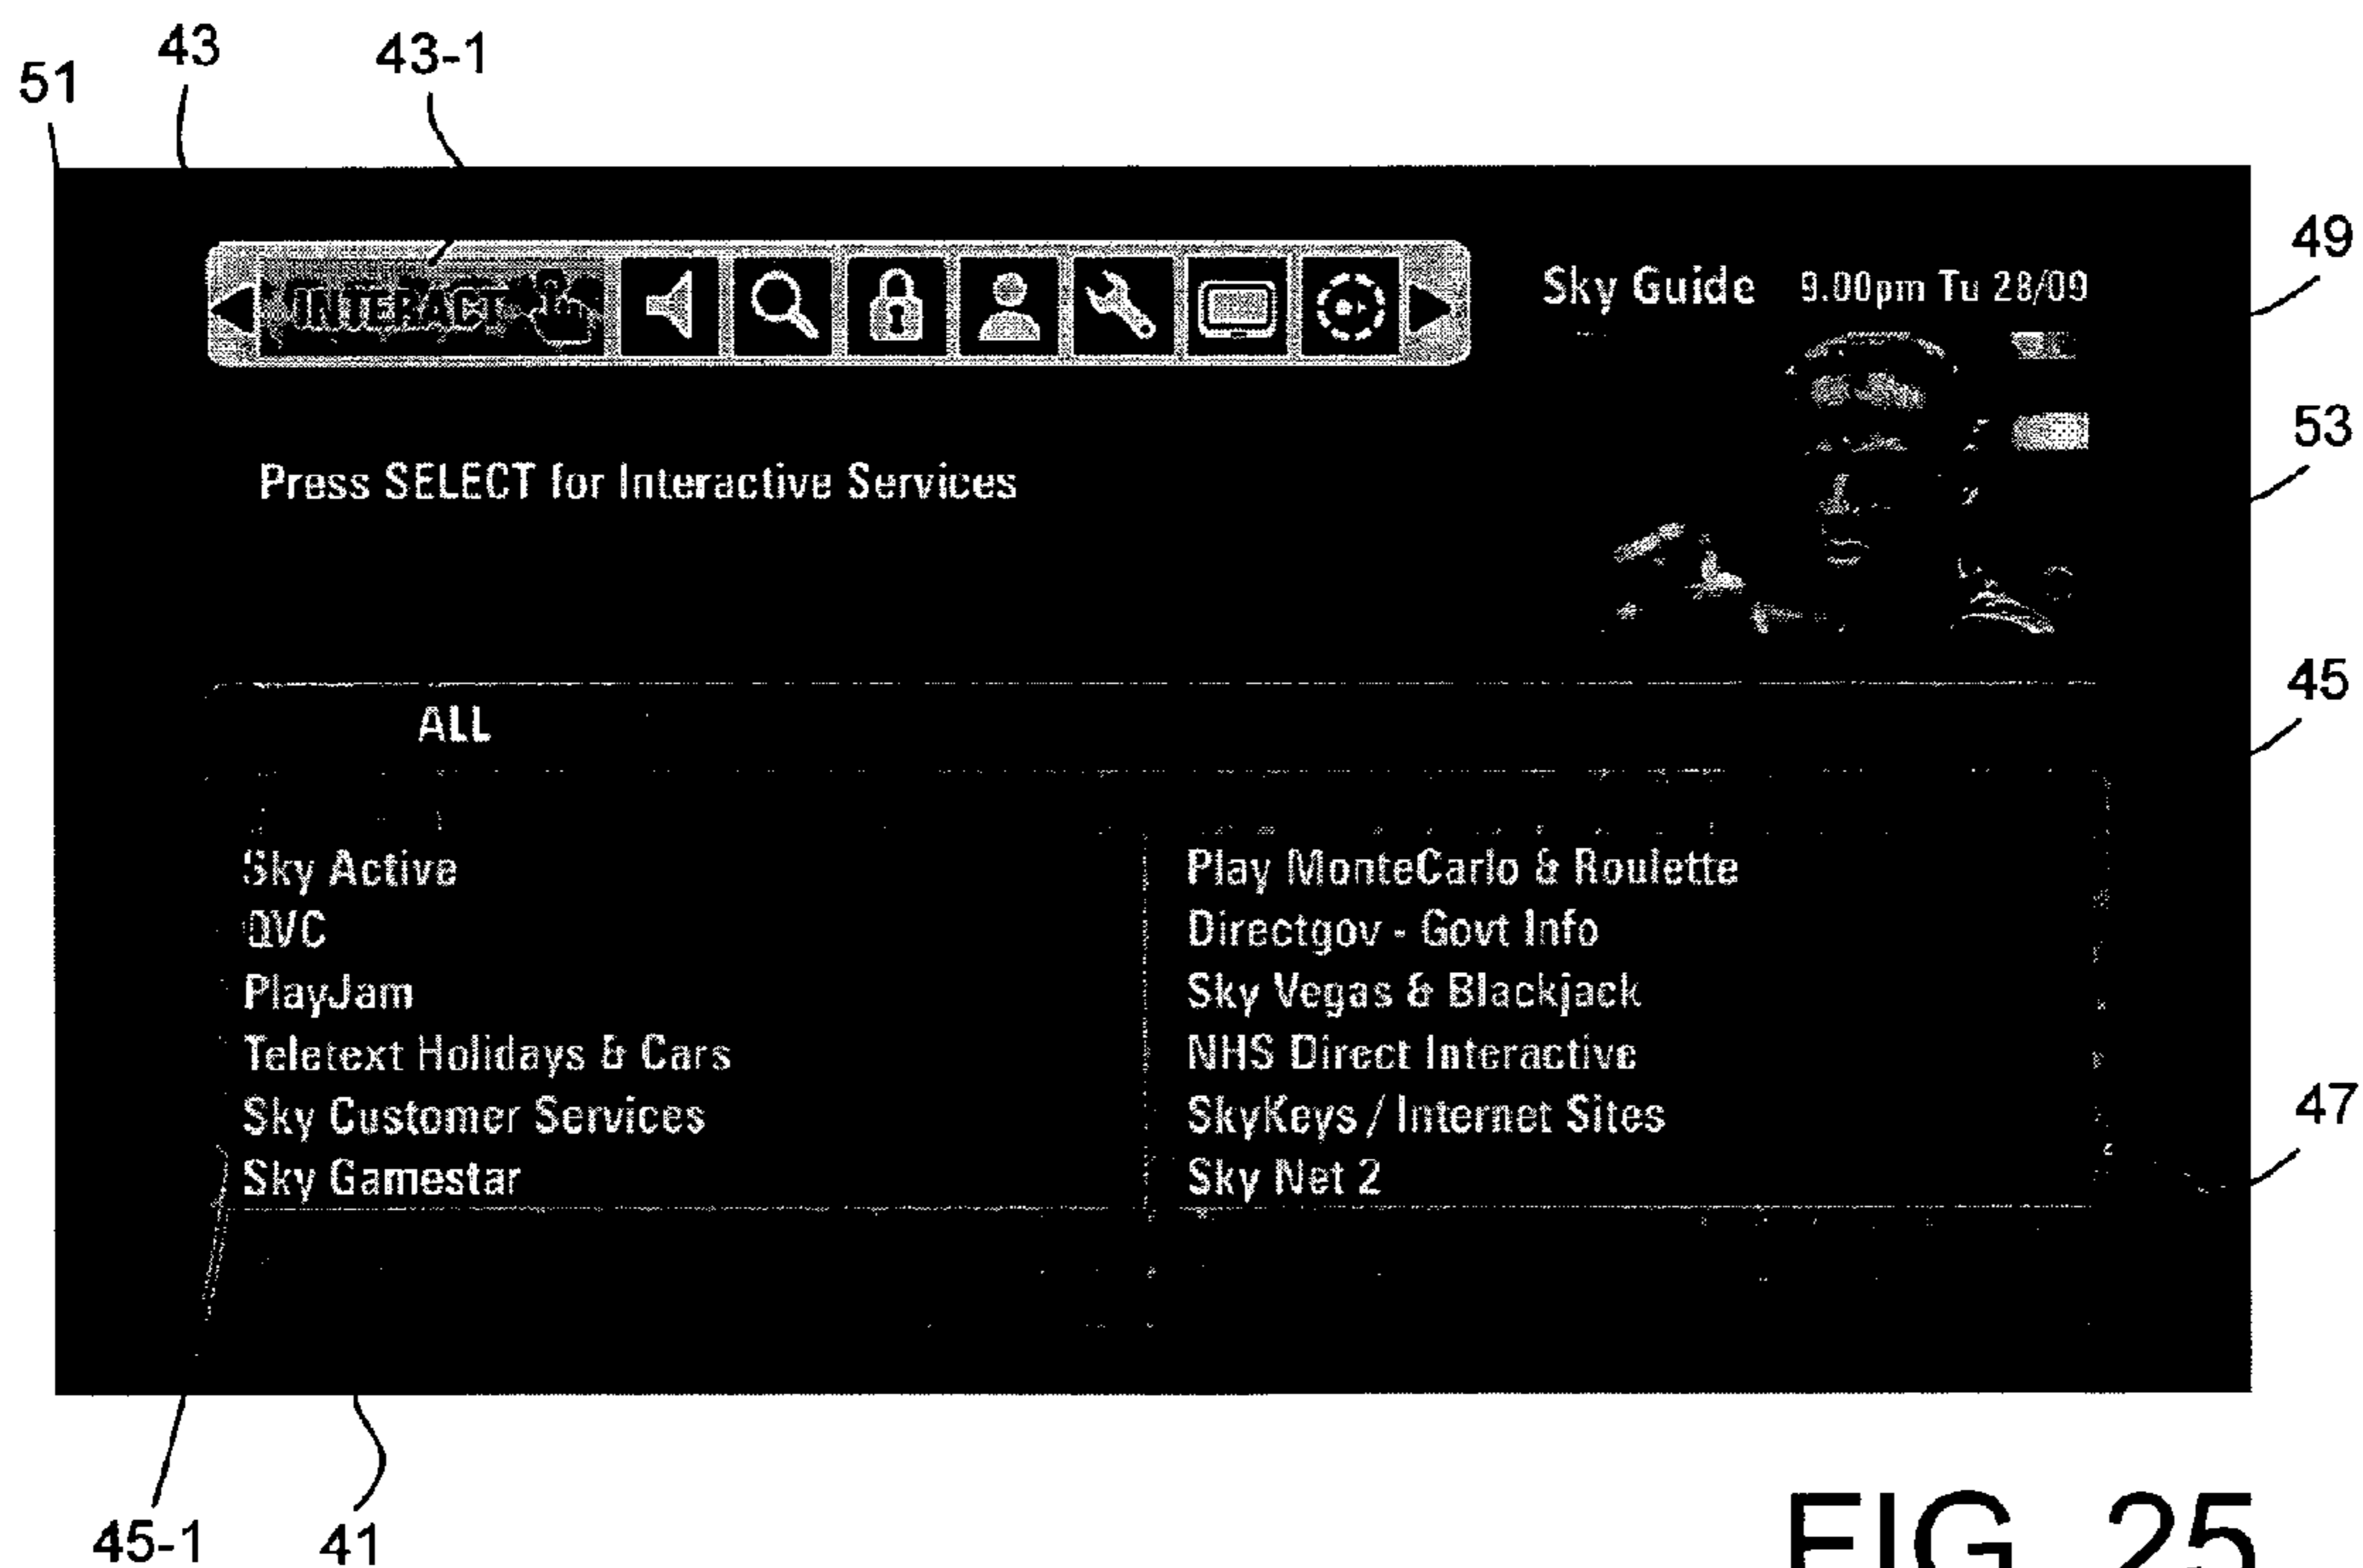 43
43-1
51
INTERACT
Sky Guide 9.00pm Tu 28/09
49
53
Press SELECT for Interactive Services
45
ALL
Sky Active
QVC
PlayJam
Teletext Holidays & Cars
Sky Customer Services
Sky Gamestar
Play MonteCarlo & Roulette
Directgov - Govt Info
Sky Vegas & Blackjack
NHS Direct Interactive
SkyKeys / Internet Sites
Sky Net 2
47
45-1
41
FIG. 25